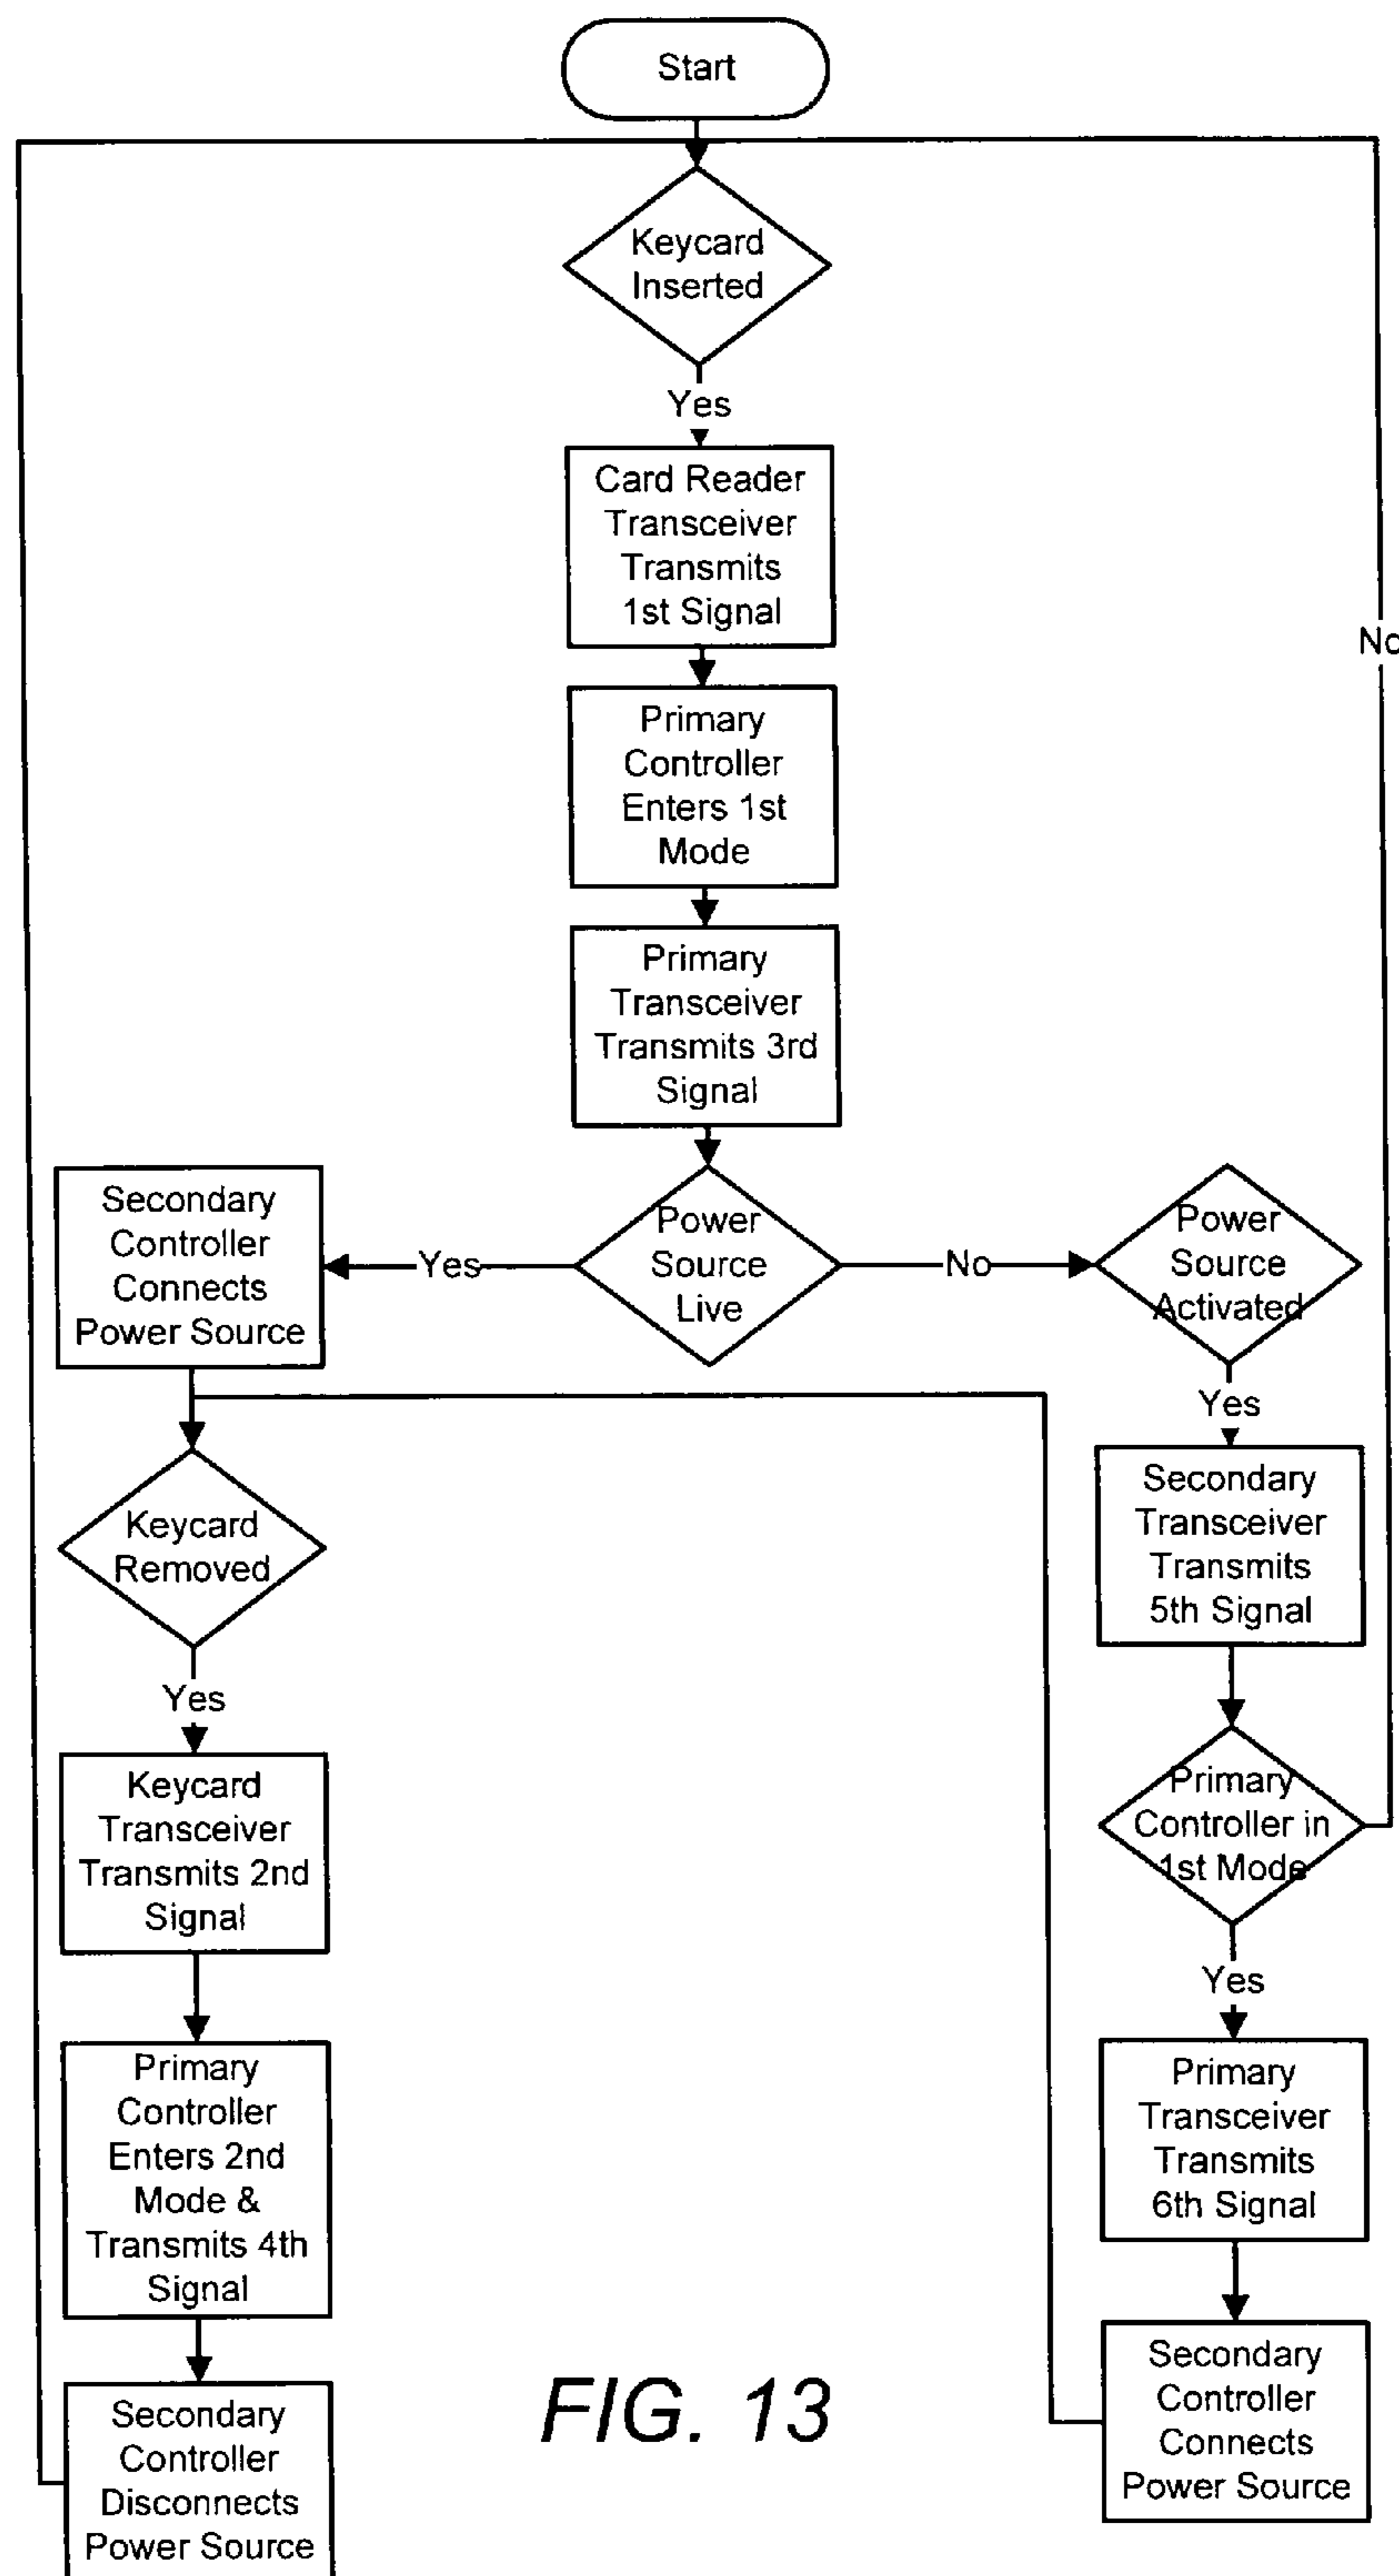 Start
Keycard
Inserted
Yes
Card Reader
Transceiver
Transmits
1st Signal
No
Primary
Controller
Enters 1st
Mode
Primary
Transceiver
Transmits 3rd
Signal
Secondary
Controller
Connects
Power Source
Yes
Power
Source
Live
No
Power
Source
Activated
Yes
Secondary
Transceiver
Transmits
5th Signal
Keycard
Removed
Yes
Keycard
Transceiver
Transmits 2nd
Signal
Primary
Controller in
1st Mode
Yes
Primary
Controller
Enters 2nd
Mode &
Transmits 4th
Signal
Primary
Transceiver
Transmits
6th Signal
Secondary
Controller
Disconnects
Power Source
FIG. 13
Secondary
Controller
Connects
Power Source